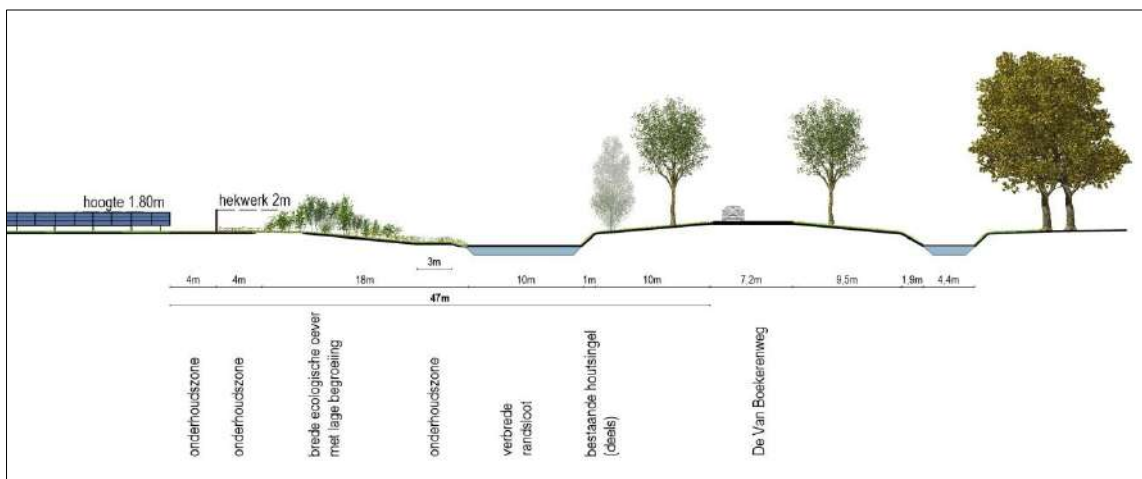 hoogte 1.80m
hekwerk 2m
3m
4m
4m
18m
10m
1m
10m
7,2m
9,5m
1,9m
4,4m
47m
onderhoudszone
onderhoudszone
brede ecologische oever
met lage begroeiing
onderhoudszone
verbrede
randsloot
bestaande houtsingel
(deels)
De Van Boekerenweg